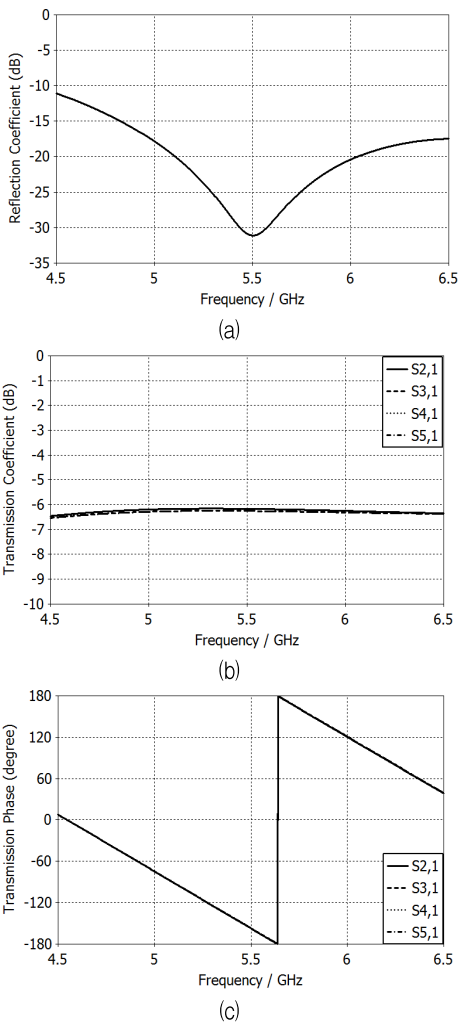 0
-5
-10
-15
-20
-25
-30
-35
4.5 5 5.5 6 6.5
Reflection Coefficient (dB)
Frequency / GHz
(a)
0
-1
-2
-3
-4
-5
-6
-7
-8
-9
-10
S2,1
S3,1
S4,1
S5,1
4.5 5 5.5 6 6.5
Transmission Coefficient (dB)
Frequency / GHz
(b)
180
120
60
0
-60
-120
-180
S2,1
S3,1
S4,1
S5,1
4.5 5 5.5 6 6.5
Transmission Phase (degree)
Frequency / GHz
(c)